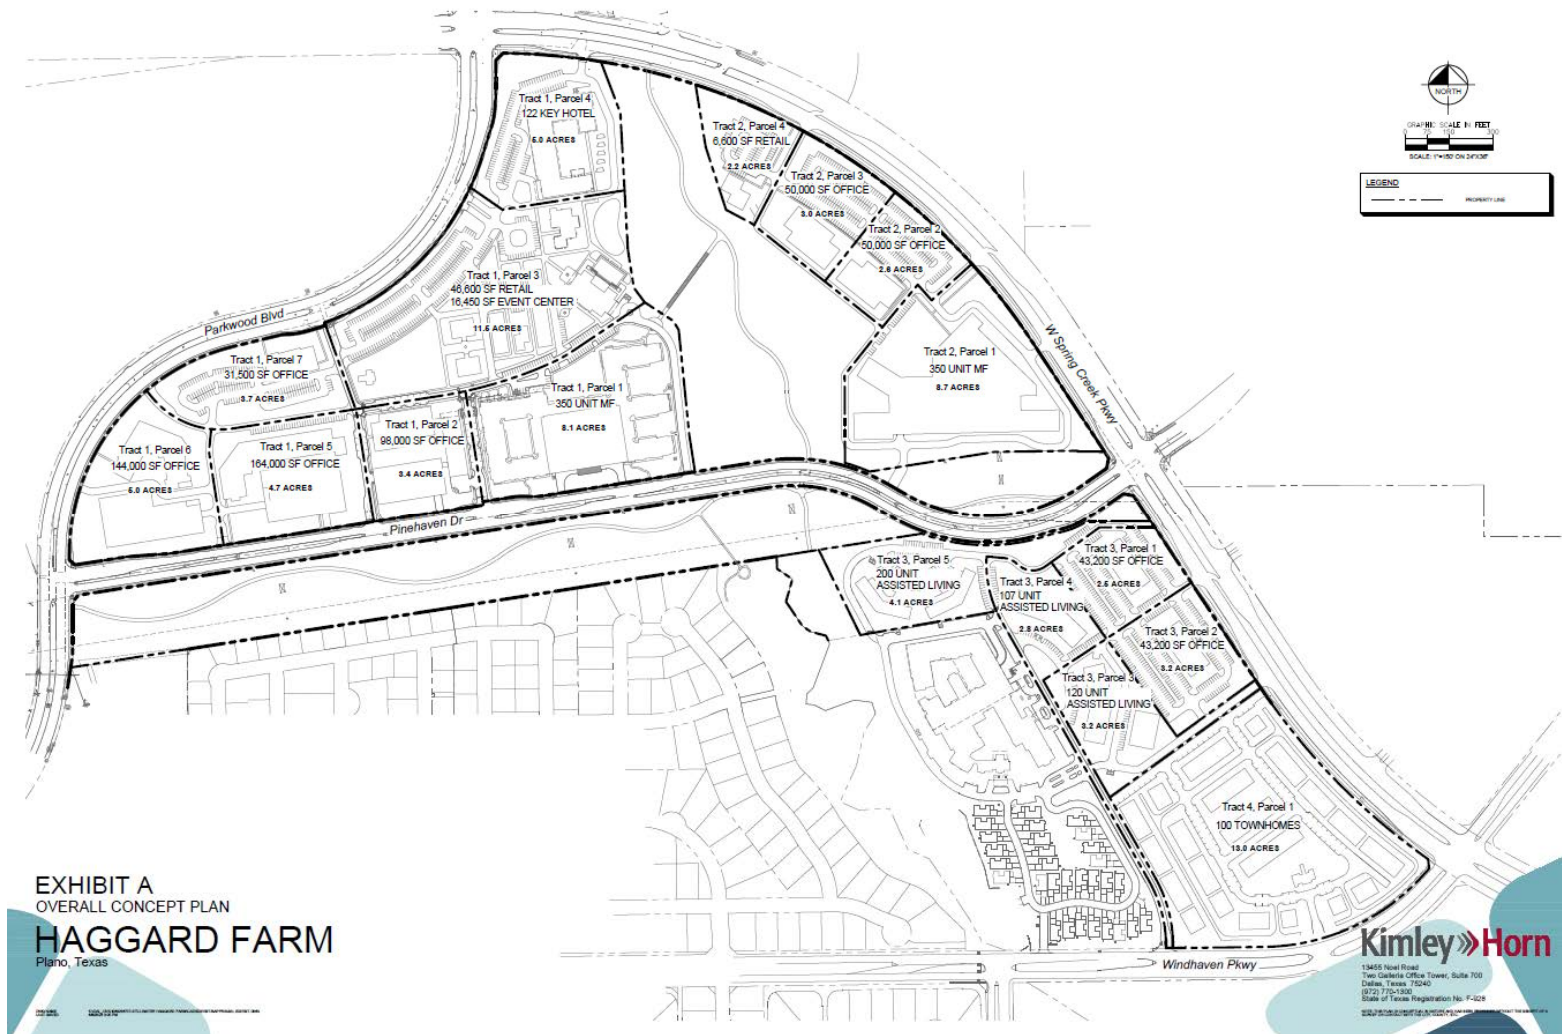 NORTH
GRAPHIC SCALE IN FEET
0 75 150 300
SCALE: 1"=150' ON 24"X36"
LEGEND
PROPERTY LINE
Tract 1, Parcel 4
122 KEY HOTEL
5.0 ACRES
Tract 2, Parcel 4
6,600 SF RETAIL
2.2 ACRES
Tract 2, Parcel 3
50,000 SF OFFICE
3.0 ACRES
Tract 2, Parcel 2
50,000 SF OFFICE
2.6 ACRES
Tract 1, Parcel 3
46,600 SF RETAIL
16,450 SF EVENT CENTER
11.5 ACRES
Parkwood Blvd
W Spring Creek Pkwy
Tract 2, Parcel 1
350 UNIT MF
8.7 ACRES
Tract 1, Parcel 7
31,500 SF OFFICE
3.7 ACRES
Tract 1, Parcel 1
350 UNIT MF
8.1 ACRES
Tract 1, Parcel 2
98,000 SF OFFICE
3.4 ACRES
Tract 1, Parcel 6
144,000 SF OFFICE
5.0 ACRES
Tract 1, Parcel 5
164,000 SF OFFICE
4.7 ACRES
Pinehaven Dr
Tract 3, Parcel 1
43,200 SF OFFICE
2.5 ACRES
Tract 3, Parcel 5
200 UNIT
ASSISTED LIVING
4.1 ACRES
Tract 3, Parcel 4
107 UNIT
ASSISTED LIVING
2.8 ACRES
Tract 3, Parcel 2
43,200 SF OFFICE
3.2 ACRES
Tract 3, Parcel 3
120 UNIT
ASSISTED LIVING
3.2 ACRES
Tract 4, Parcel 1
100 TOWNHOMES
13.0 ACRES
Windhaven Pkwy
EXHIBIT A
OVERALL CONCEPT PLAN
HAGGARD FARM
Plano, Texas
Kimley»Horn
13455 Noel Road
Two Galleria Office Tower, Suite 700
Dallas, Texas 75240
(972) 770-1300
State of Texas Registration No. F-928